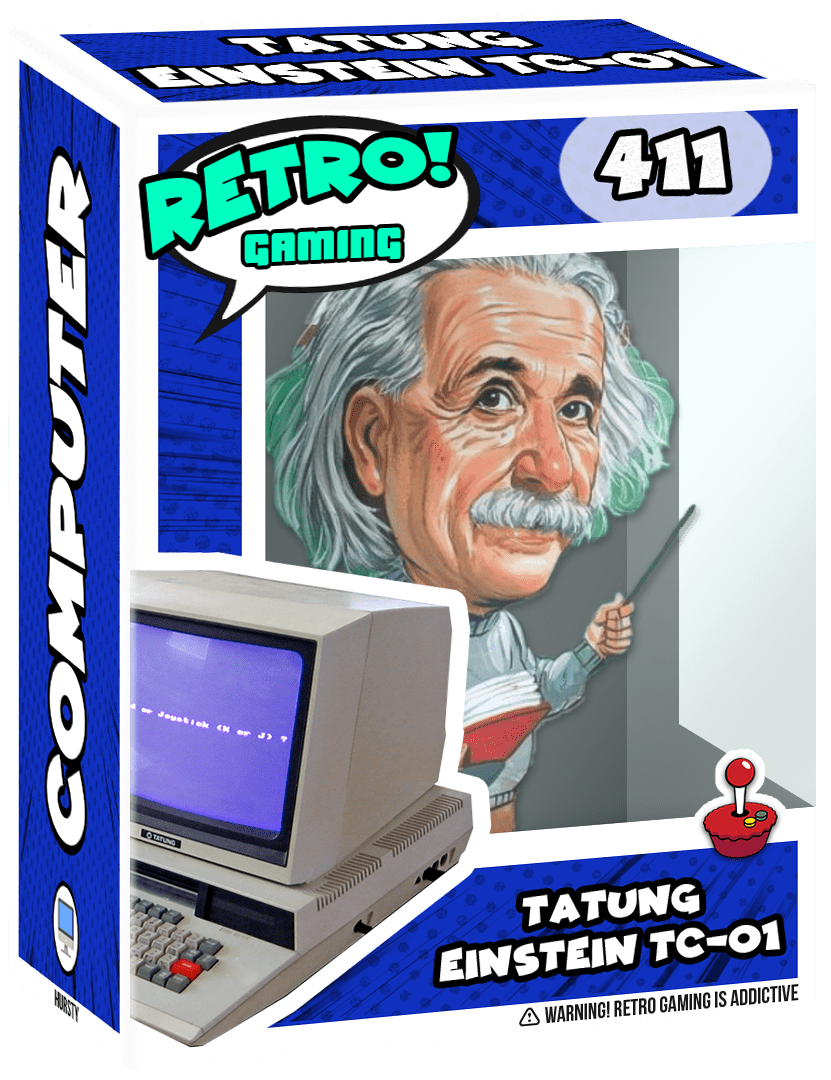 TATUNG
EINSTEIN TC-01
RETRO!
GAMING
411
COMPUTER
or Joystick (K or J) ?
TATUNG
TATUNG
EINSTEIN TC-01
WARNING! RETRO GAMING IS ADDICTIVE
HURSTY